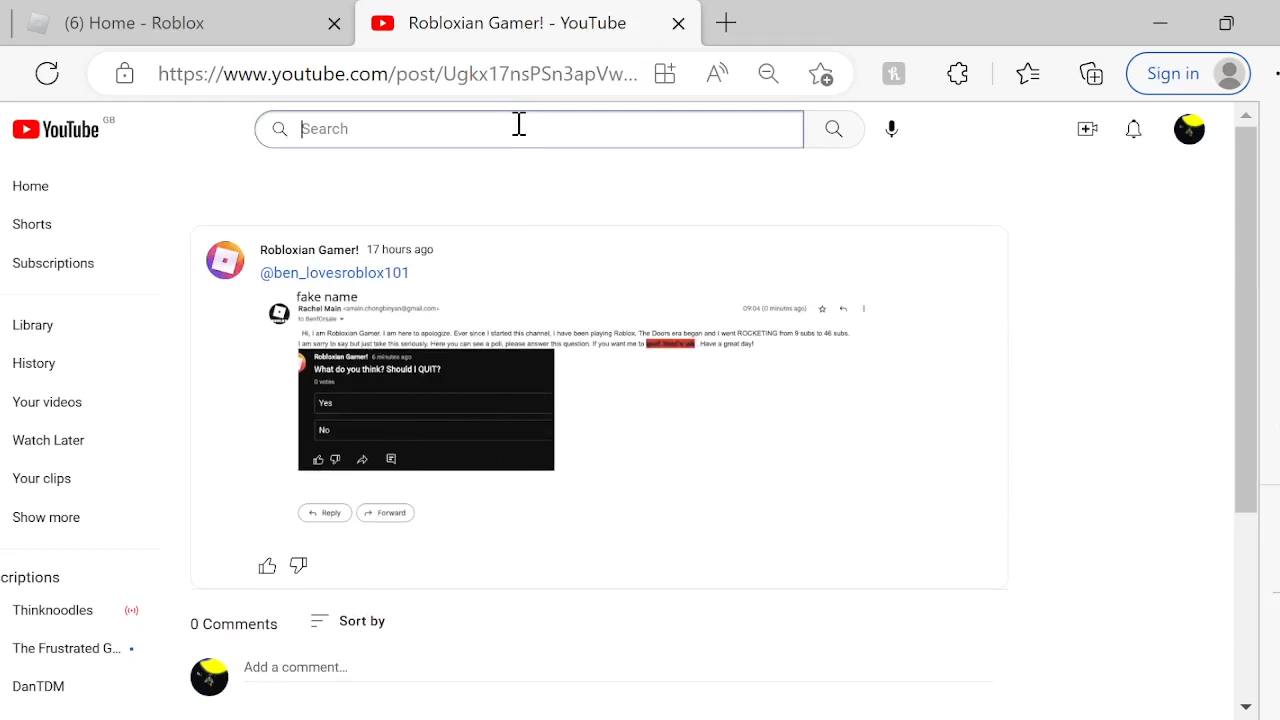 (6) Home - Roblox
Robloxian Gamer! - YouTube
https://www.youtube.com/post/Ugkx17nsPSn3apVw...
Sign in
YouTube GB
Search
Home
Shorts
Subscriptions
Library
History
Your videos
Watch Later
Your clips
Show more
criptions
Thinknoodles
The Frustrated G...
DanTDM
Robloxian Gamer! 17 hours ago
@ben_lovesroblox101
fake name
Rachel Main <amain.chongbinyan@gmail.com> 09:04 (0 minutes ago)
to BenfOrsale
Hi, I am Robloxian Gamer. I am here to apologize. Ever since I started this channel, I have been playing Roblox. The Doors era began and I went ROCKETING from 9 subs to 46 subs.
I am sorry to say but just take this seriously. Here you can see a poll, please answer this question. If you want me to . Have a great day!
Robloxian Gamer! 6 minutes ago
What do you think? Should I QUIT?
0 votes
Yes
No
Reply Forward
0 Comments Sort by
Add a comment...